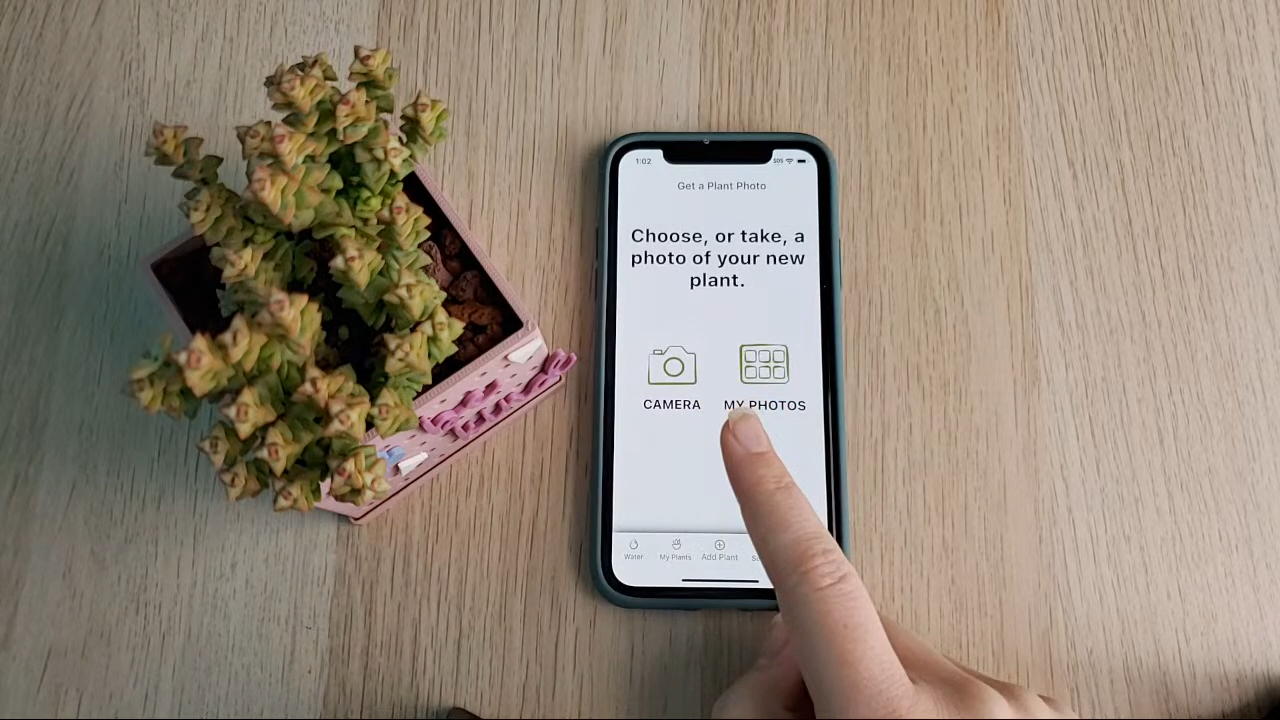 1:02
SOS
Get a Plant Photo
Choose, or take, a
photo of your new
plant.
CAMERA
MY PHOTOS
Water
My Plants
Add Plant